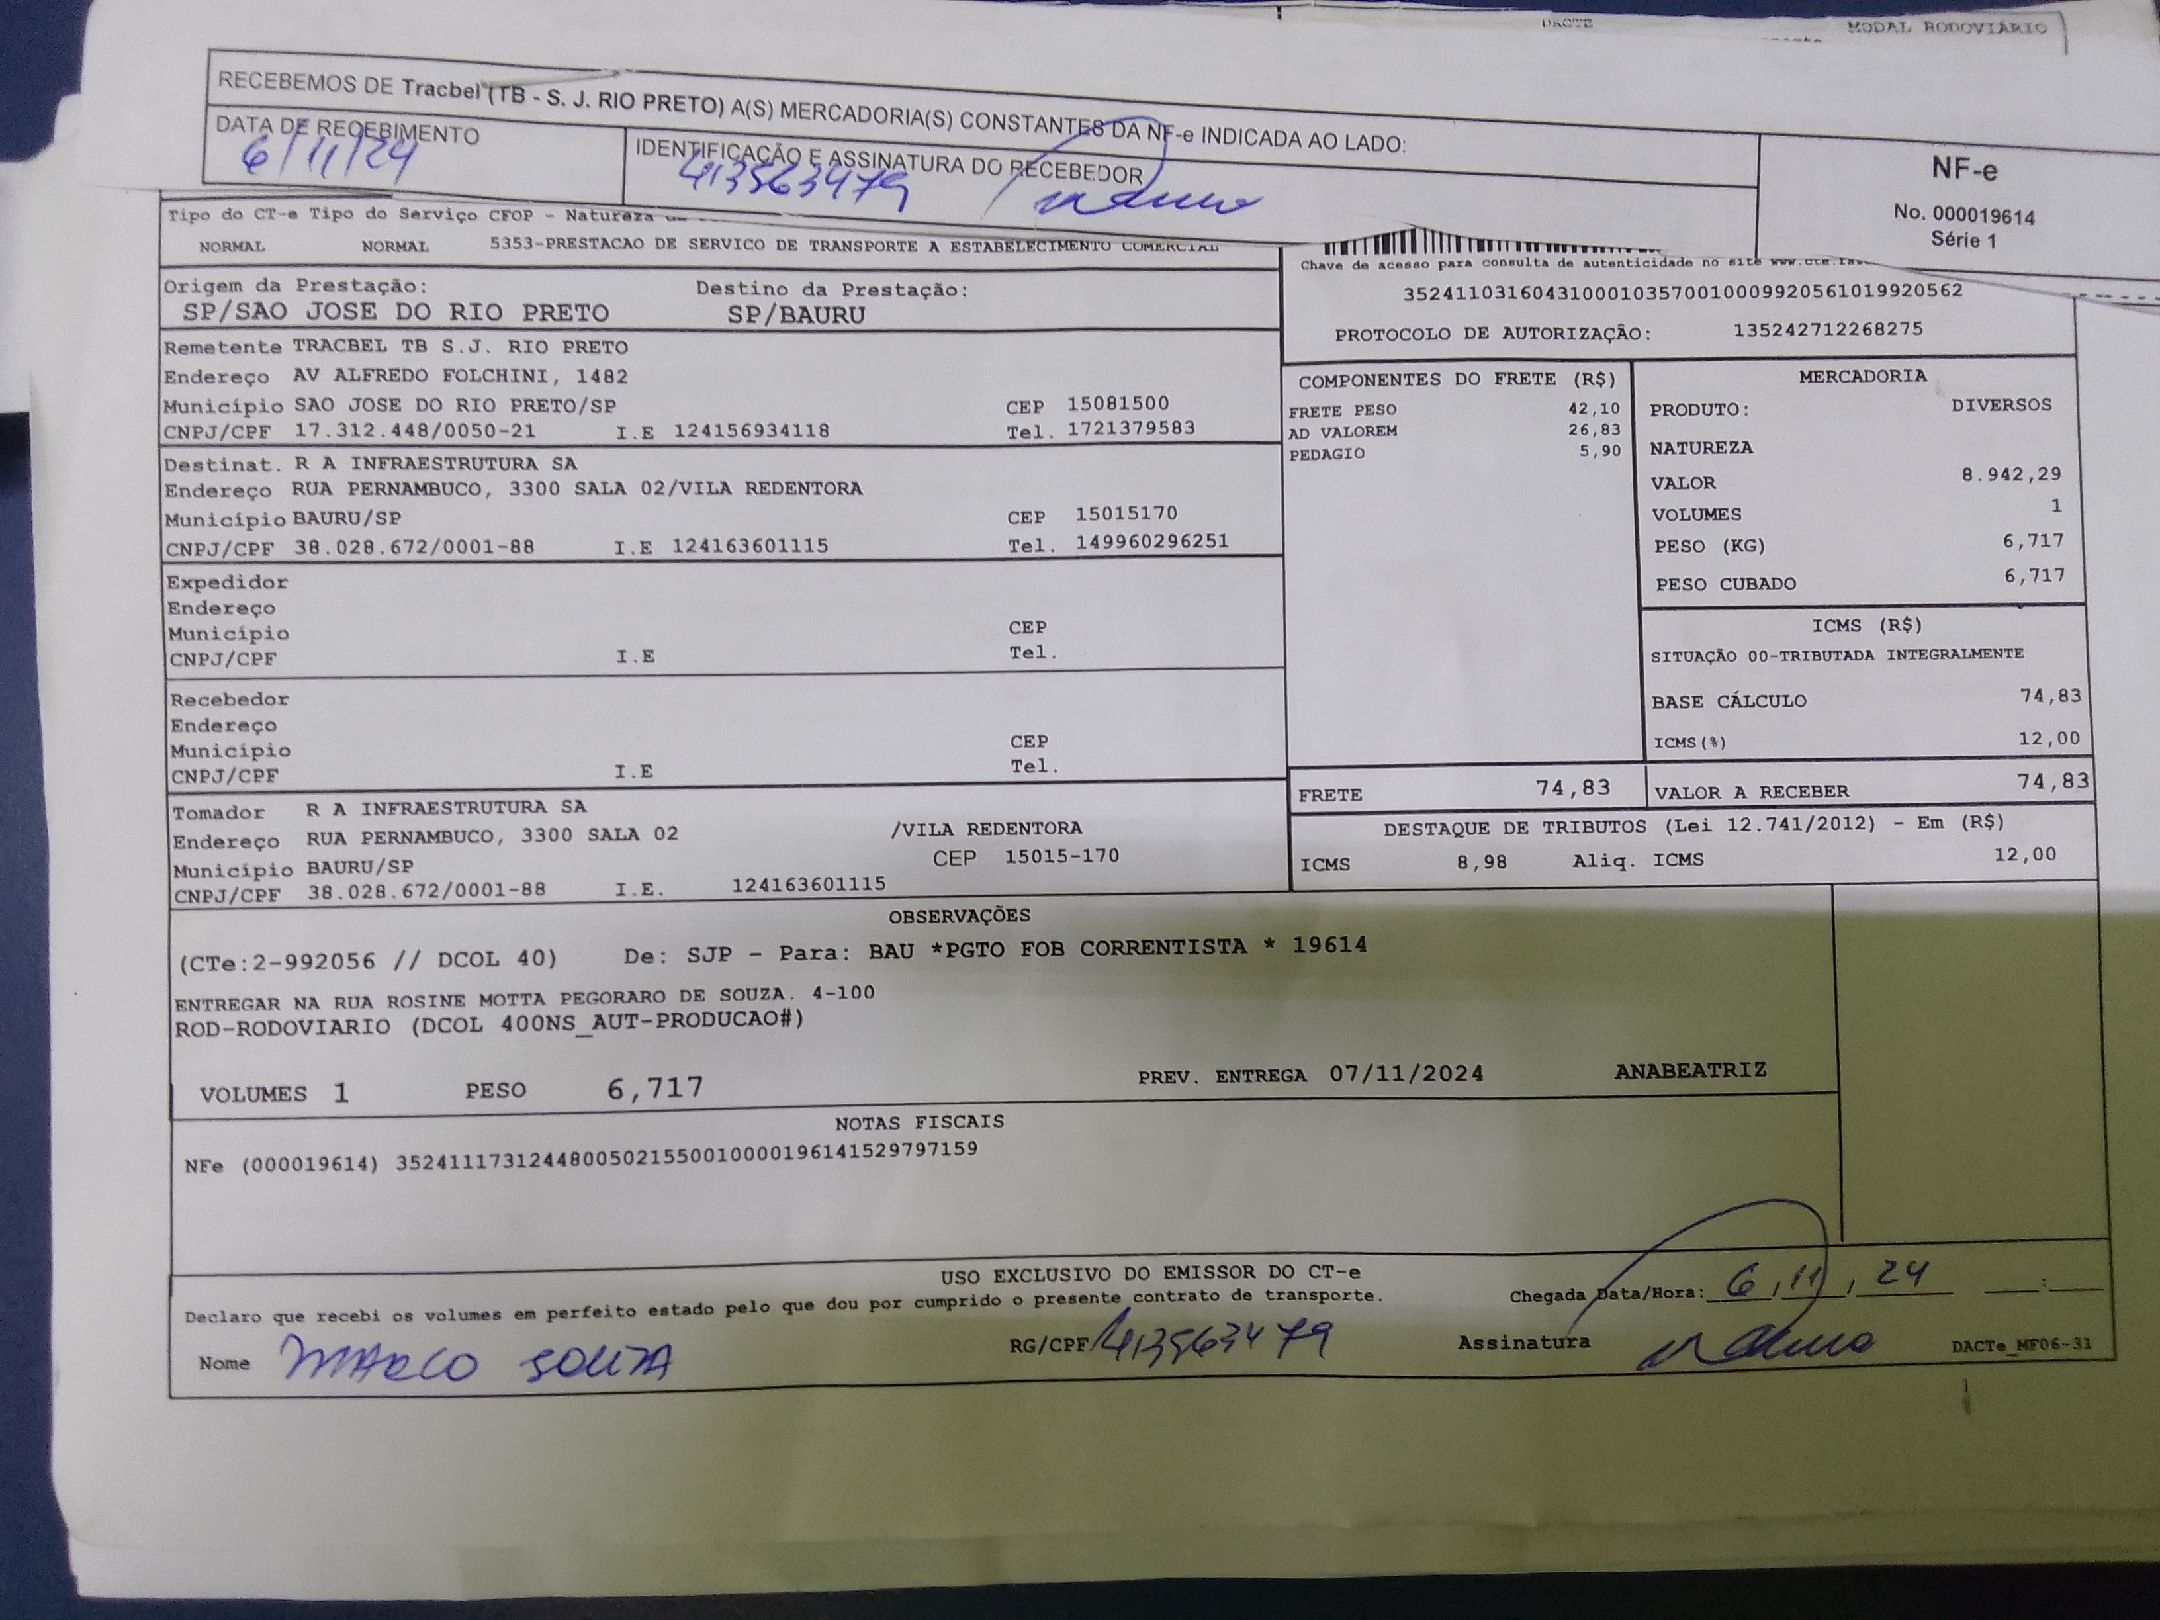 DACTE
MODAL RODOVIÁRIO
RECEBEMOS DE Tracbel (TB - S. J. RIO PRETO) A(S) MERCADORIA(S) CONSTANTES DA NF-e INDICADA AO LADO:
DATA DE RECEBIMENTO
6/11/24
IDENTIFICAÇÃO E ASSINATURA DO RECEBEDOR
413563479
NF-e
No. 000019614
Série 1
Tipo do CT-e Tipo do Serviço CFOP - Natureza
NORMAL NORMAL 5353-PRESTACAO DE SERVICO DE TRANSPORTE A ESTABELECIMENTO COMERCIAL
Chave de acesso para consulta de autenticidade no site
35241103160431000103570010009920561019920562
PROTOCOLO DE AUTORIZAÇÃO: 135242712268275
Origem da Prestação: Destino da Prestação:
SP/SAO JOSE DO RIO PRETO SP/BAURU
Remetente TRACBEL TB S.J. RIO PRETO
Endereço AV ALFREDO FOLCHINI, 1482
Município SAO JOSE DO RIO PRETO/SP CEP 15081500
CNPJ/CPF 17.312.448/0050-21 I.E 124156934118 Tel. 1721379583
Destinat. R A INFRAESTRUTURA SA
Endereço RUA PERNAMBUCO, 3300 SALA 02/VILA REDENTORA
Município BAURU/SP CEP 15015170
CNPJ/CPF 38.028.672/0001-88 I.E 124163601115 Tel. 149960296251
Expedidor
Endereço
Município CEP
CNPJ/CPF I.E Tel.
Recebedor
Endereço
Município CEP
CNPJ/CPF I.E Tel.
Tomador R A INFRAESTRUTURA SA
Endereço RUA PERNAMBUCO, 3300 SALA 02 /VILA REDENTORA
Município BAURU/SP CEP 15015-170
CNPJ/CPF 38.028.672/0001-88 I.E. 124163601115
COMPONENTES DO FRETE (R$)
FRETE PESO 42,10
AD VALOREM 26,83
PEDAGIO 5,90
MERCADORIA
PRODUTO: DIVERSOS
NATUREZA
VALOR 8.942,29
VOLUMES 1
PESO (KG) 6,717
PESO CUBADO 6,717
ICMS (R$)
SITUAÇÃO 00-TRIBUTADA INTEGRALMENTE
BASE CÁLCULO 74,83
ICMS(%) 12,00
FRETE 74,83 VALOR A RECEBER 74,83
DESTAQUE DE TRIBUTOS (Lei 12.741/2012) - Em (R$)
ICMS 8,98 Aliq. ICMS 12,00
OBSERVAÇÕES
(CTe:2-992056 // DCOL 40) De: SJP - Para: BAU *PGTO FOB CORRENTISTA * 19614
ENTREGAR NA RUA ROSINE MOTTA PEGORARO DE SOUZA. 4-100
ROD-RODOVIARIO (DCOL 400NS_AUT-PRODUCAO#)
VOLUMES 1 PESO 6,717 PREV. ENTREGA 07/11/2024 ANABEATRIZ
NOTAS FISCAIS
NFe (000019614) 35241117312448005021550010000196141529797159
USO EXCLUSIVO DO EMISSOR DO CT-e
Declaro que recebi os volumes em perfeito estado pelo que dou por cumprido o presente contrato de transporte. Chegada Data/Hora: 6,11,24 :
Nome MARCO SOUZA RG/CPF 413563479 Assinatura DACTe_MF06-31